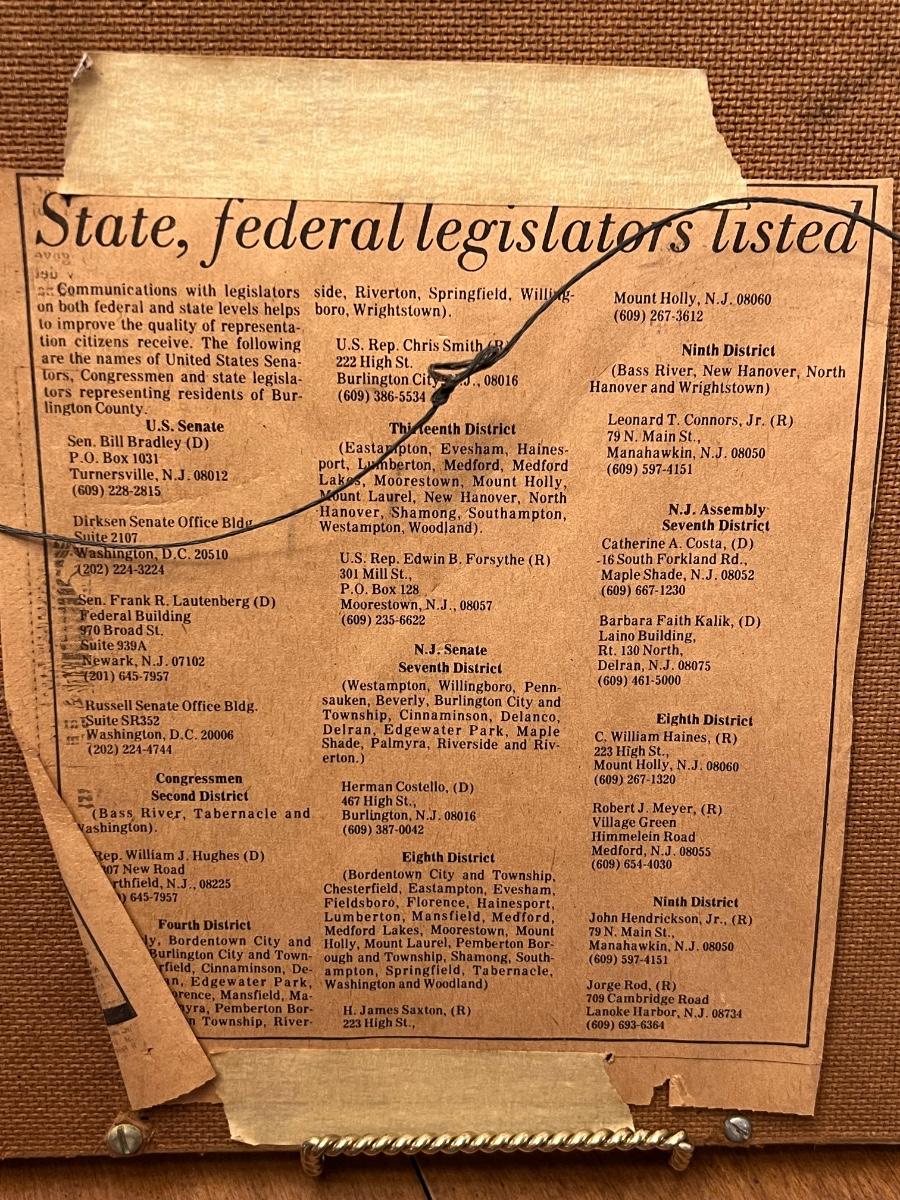 State, federal legislators listed
Communications with legislators
on both federal and state levels helps
to improve the quality of representa-
tion citizens receive. The following
are the names of United States Sena-
tors, Congressmen and state legisla-
tors representing residents of Bur-
lington County.
U.S. Senate
Sen. Bill Bradley (D)
P.O. Box 1031
Turnersville, N.J. 08012
(609) 228-2815
Dirksen Senate Office Bldg.
Suite 2107
Washington, D.C. 20510
(202) 224-3224
Sen. Frank R. Lautenberg (D)
Federal Building
970 Broad St.
Suite 939A
Newark, N.J. 07102
(201) 645-7957
Russell Senate Office Bldg.
Suite SR352
Washington, D.C. 20006
(202) 224-4744
Congressmen
Second District
(Bass River, Tabernacle and
Washington).
Rep. William J. Hughes (D)
07 New Road
rthfield, N.J., 08225
) 645-7957
Fourth District
ly, Bordentown City and
Burlington City and Town-
rfield, Cinnaminson, De-
n, Edgewater Park,
orence, Mansfield, Ma-
myra, Pemberton Bor-
n Township, River-
side, Riverton, Springfield, Willing-
boro, Wrightstown).
U.S. Rep. Chris Smith (R)
222 High St.
Burlington City, N.J., 08016
(609) 386-5534
Thirteenth District
(Eastampton, Evesham, Haines-
port, Lumberton, Medford, Medford
Lakes, Moorestown, Mount Holly,
Mount Laurel, New Hanover, North
Hanover, Shamong, Southampton,
Westampton, Woodland).
U.S. Rep. Edwin B. Forsythe (R)
301 Mill St.,
P.O. Box 128
Moorestown, N.J., 08057
(609) 235-6622
N.J. Senate
Seventh District
(Westampton, Willingboro, Penn-
sauken, Beverly, Burlington City and
Township, Cinnaminson, Delanco,
Delran, Edgewater Park, Maple
Shade, Palmyra, Riverside and Riv-
erton.)
Herman Costello, (D)
467 High St.,
Burlington, N.J. 08016
(609) 387-0042
Eighth District
(Bordentown City and Township,
Chesterfield, Eastampton, Evesham,
Fieldsboro, Florence, Hainesport,
Lumberton, Mansfield, Medford,
Medford Lakes, Moorestown, Mount
Holly, Mount Laurel, Pemberton Bor-
ough and Township, Shamong, South-
ampton, Springfield, Tabernacle,
Washington and Woodland)
H. James Saxton, (R)
223 High St.,
Mount Holly, N.J. 08060
(609) 267-3612
Ninth District
(Bass River, New Hanover, North
Hanover and Wrightstown)
Leonard T. Connors, Jr. (R)
79 N. Main St.,
Manahawkin, N.J. 08050
(609) 597-4151
N.J. Assembly
Seventh District
Catherine A. Costa, (D)
-16 South Forkland Rd.,
Maple Shade, N.J. 08052
(609) 667-1230
Barbara Faith Kalik, (D)
Laino Building,
Rt. 130 North,
Delran, N.J. 08075
(609) 461-5000
Eighth District
C. William Haines, (R)
223 High St.,
Mount Holly, N.J. 08060
(609) 267-1320
Robert J. Meyer, (R)
Village Green
Himmelein Road
Medford, N.J. 08055
(609) 654-4030
Ninth District
John Hendrickson, Jr., (R)
79 N. Main St.,
Manahawkin, N.J. 08050
(609) 597-4151
Jorge Rod, (R)
709 Cambridge Road
Lanoke Harbor, N.J. 08734
(609) 693-6364